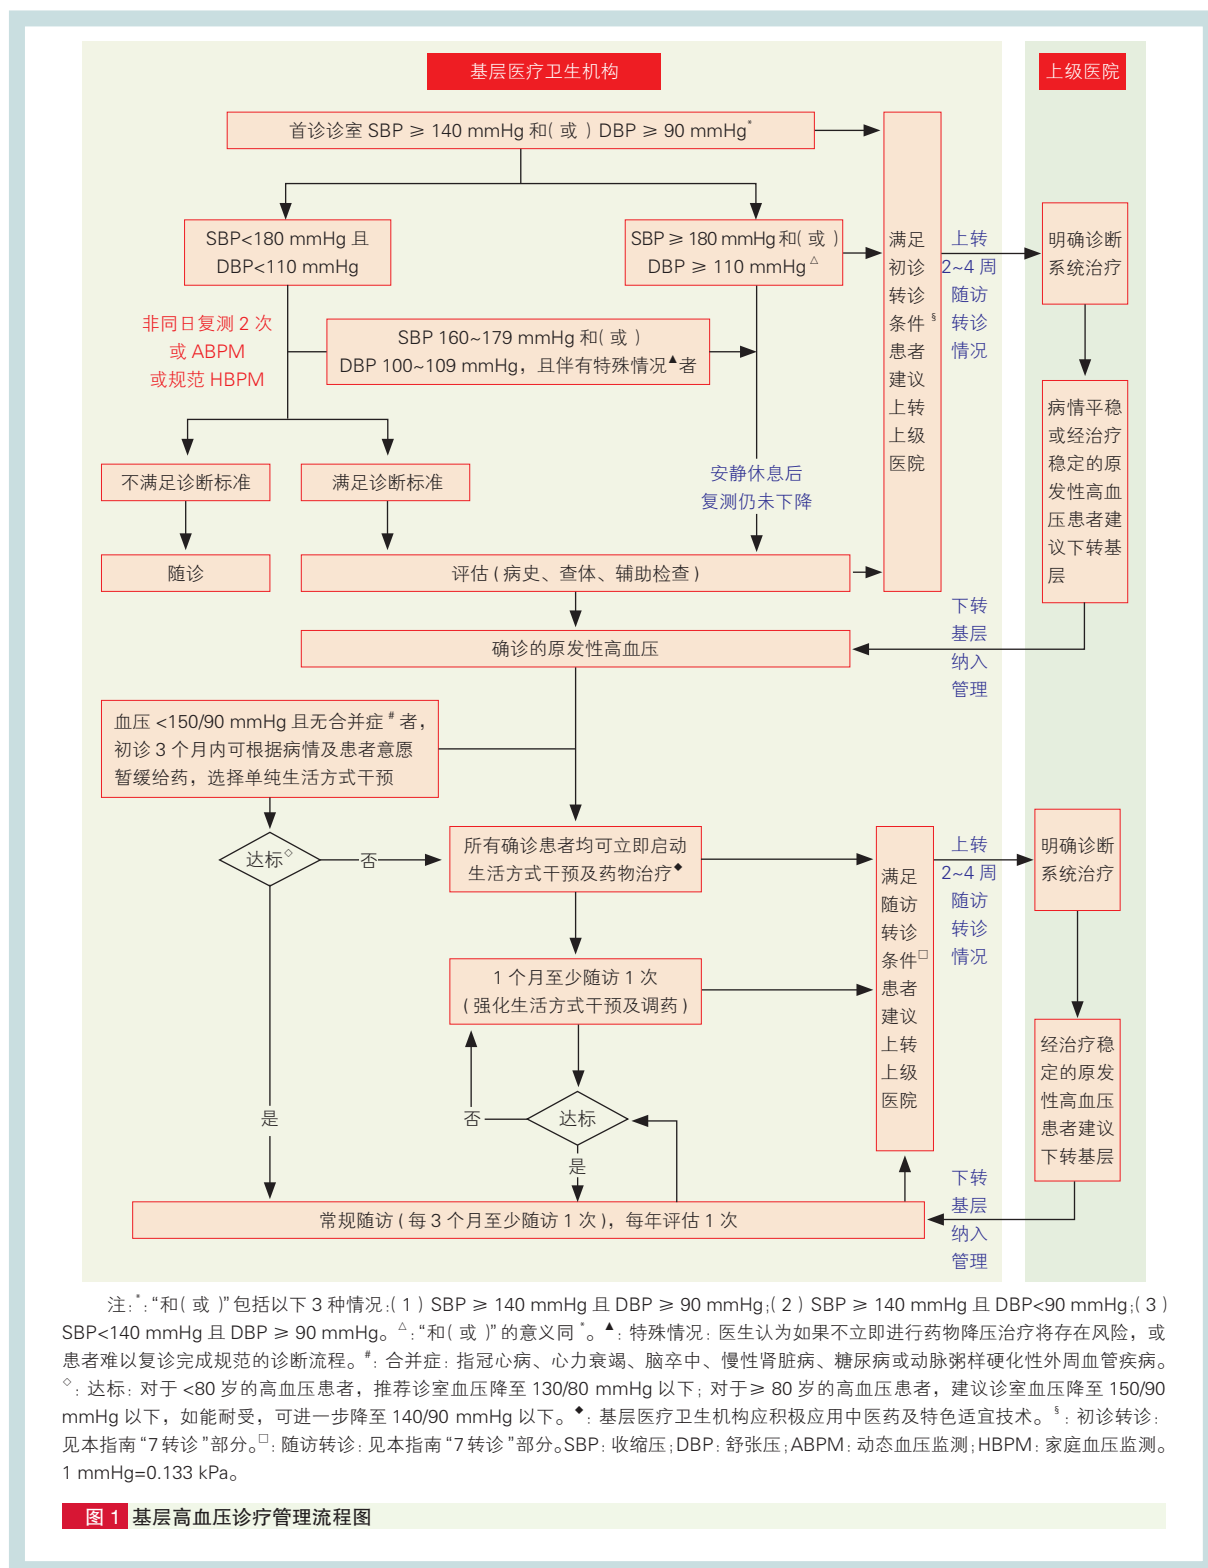 基层医疗卫生机构
上级医院
首诊诊室 SBP ≥ 140 mmHg 和( 或 ) DBP ≥ 90 mmHg*
SBP<180 mmHg 且
DBP<110 mmHg
SBP ≥ 180 mmHg 和( 或 )
DBP ≥ 110 mmHg△
满足
初诊
转诊
条件§
患者
建议
上转
上级
医院
上转
2~4 周
随访
转诊
情况
明确诊断
系统治疗
非同日复测 2 次
或 ABPM
或规范 HBPM
SBP 160~179 mmHg 和( 或 )
DBP 100~109 mmHg，且伴有特殊情况▲者
病情平稳
或经治疗
稳定的原
发性高血
压患者建
议下转基
层
不满足诊断标准
满足诊断标准
安静休息后
复测仍未下降
随诊
评估 ( 病史、查体、辅助检查 )
下转
基层
纳入
管理
确诊的原发性高血压
血压 <150/90 mmHg 且无合并症#者，
初诊 3 个月内可根据病情及患者意愿
暂缓给药，选择单纯生活方式干预
达标◇
否
所有确诊患者均可立即启动
生活方式干预及药物治疗◆
满足
随访
转诊
条件□
患者
建议
上转
上级
医院
上转
2~4 周
随访
转诊
情况
明确诊断
系统治疗
1 个月至少随访 1 次
( 强化生活方式干预及调药 )
经治疗稳
定的原发
性高血压
患者建议
下转基层
是
否
达标
是
下转
基层
纳入
管理
常规随访 ( 每 3 个月至少随访 1 次 )，每年评估 1 次
注：*：“和( 或 )”包括以下 3 种情况：( 1 ) SBP ≥ 140 mmHg 且 DBP ≥ 90 mmHg；( 2 ) SBP ≥ 140 mmHg 且 DBP<90 mmHg；( 3 )
SBP<140 mmHg 且 DBP ≥ 90 mmHg。△：“和( 或 )”的意义同*。▲：特殊情况：医生认为如果不立即进行药物降压治疗将存在风险，或
患者难以复诊完成规范的诊断流程。#：合并症：指冠心病、心力衰竭、脑卒中、慢性肾脏病、糖尿病或动脉粥样硬化性外周血管疾病。
◇：达标：对于 <80 岁的高血压患者，推荐诊室血压降至 130/80 mmHg 以下；对于≥ 80 岁的高血压患者，建议诊室血压降至 150/90
mmHg 以下，如能耐受，可进一步降至 140/90 mmHg 以下。◆：基层医疗卫生机构应积极应用中医药及特色适宜技术。§：初诊转诊：
见本指南“7 转诊”部分。□：随访转诊：见本指南“7 转诊”部分。SBP：收缩压；DBP：舒张压；ABPM：动态血压监测；HBPM：家庭血压监测。
1 mmHg=0.133 kPa。
图 1 基层高血压诊疗管理流程图